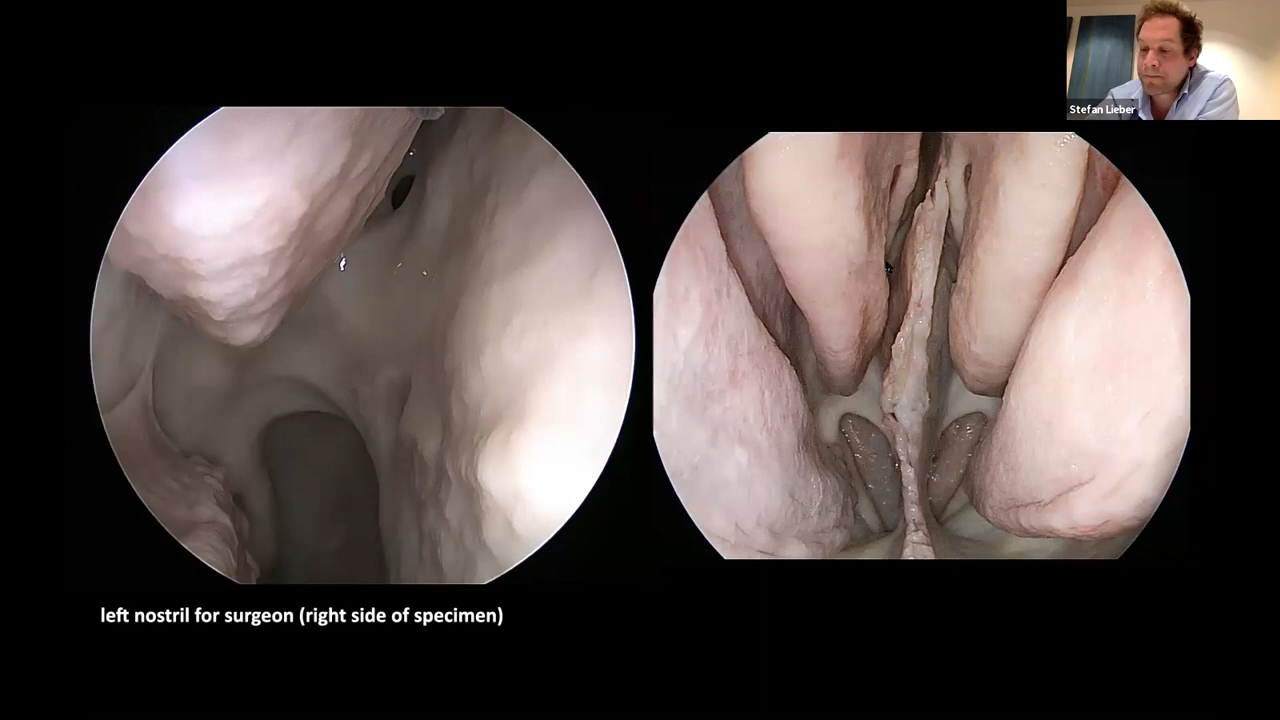 Stefan Lieber
left nostril for surgeon (right side of specimen)